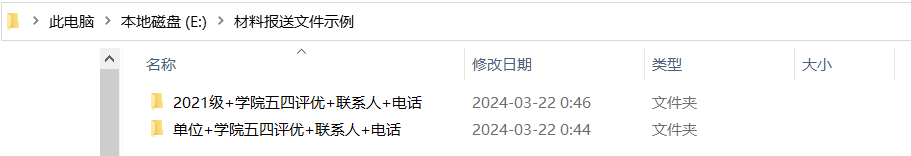 此电脑 > 本地磁盘 (E:) > 材料报送文件示例
名称 修改日期 类型 大小
2021级+学院五四评优+联系人+电话 2024-03-22 0:46 文件夹
单位+学院五四评优+联系人+电话 2024-03-22 0:44 文件夹